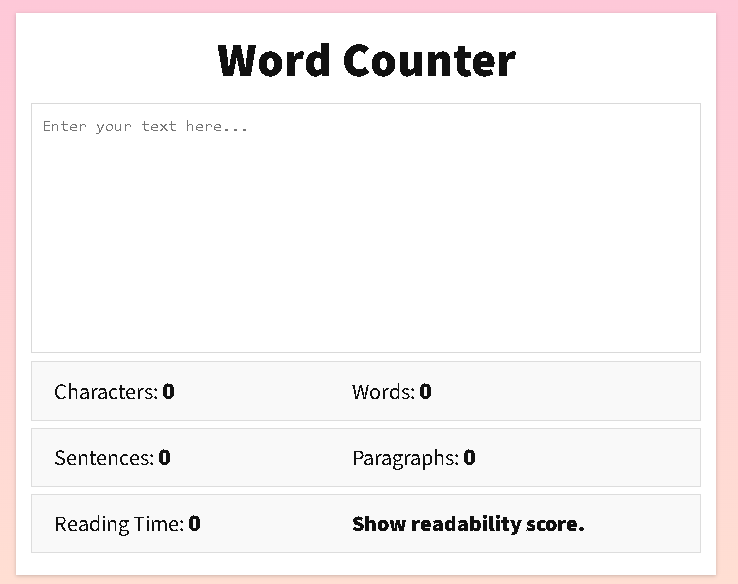 Word Counter
Enter your text here...
Characters: 0 Words: 0
Sentences: 0 Paragraphs: 0
Reading Time: 0 Show readability score.